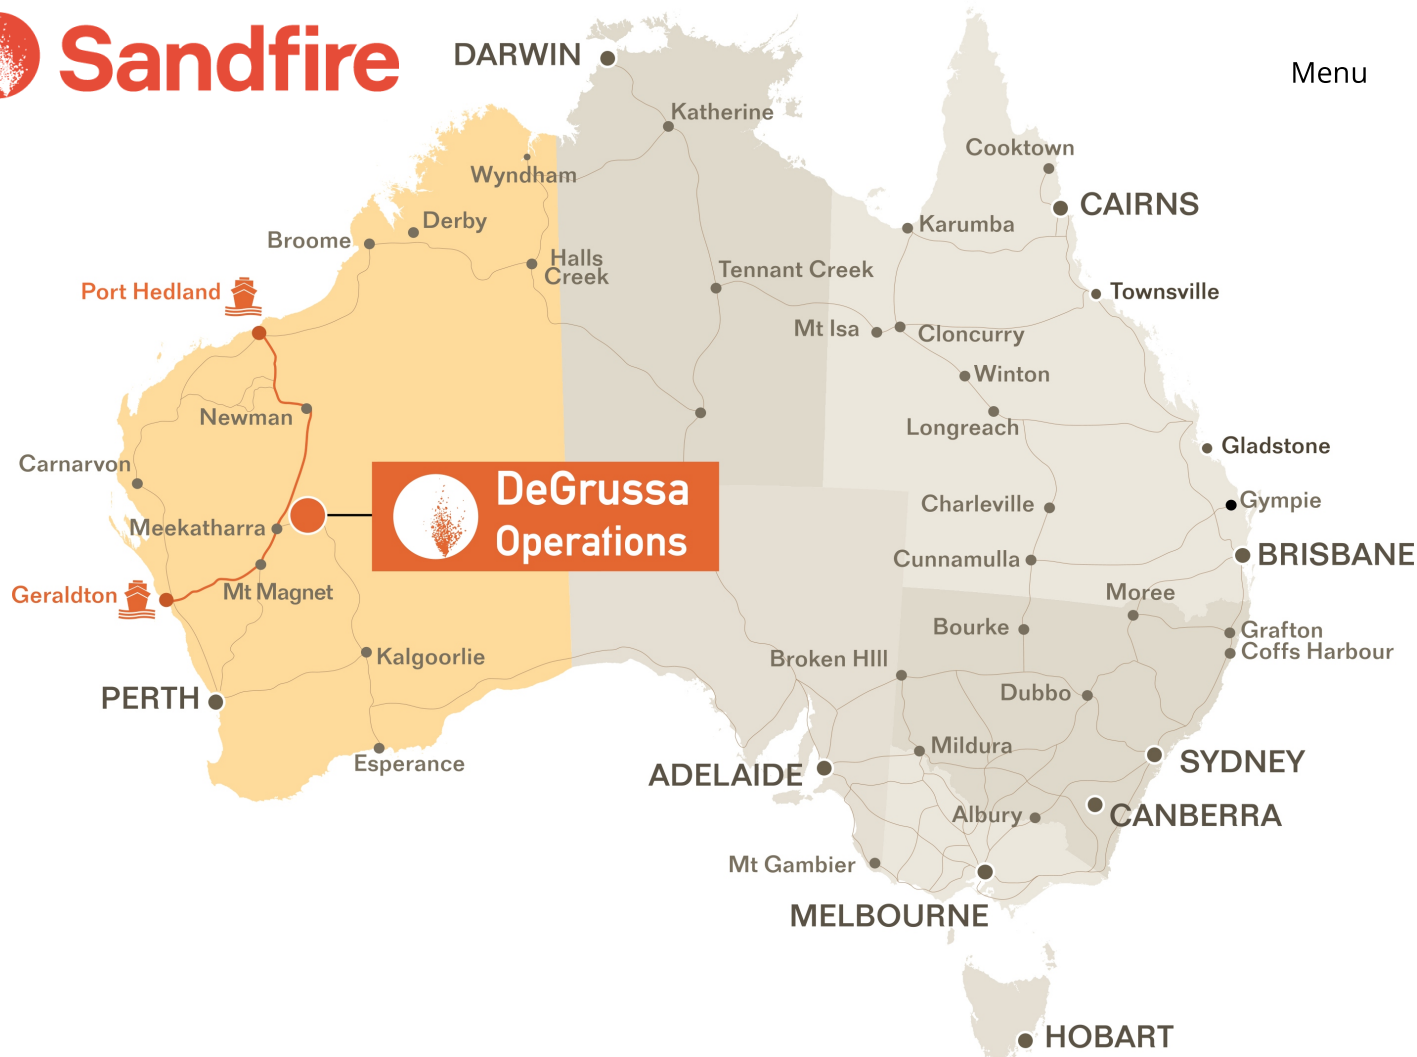 Sandfire
Menu
DARWIN
Katherine
Cooktown
Wyndham
CAIRNS
Derby
Karumba
Broome
Halls
Creek
Tennant Creek
Port Hedland
Townsville
Mt Isa
Cloncurry
Winton
Newman
Longreach
Gladstone
Carnarvon
DeGrussa
Operations
Charleville
Gympie
Meekatharra
Cunnamulla
BRISBANE
Geraldton
Mt Magnet
Moree
Bourke
Grafton
Coffs Harbour
Kalgoorlie
Broken HIll
Dubbo
PERTH
Mildura
Esperance
ADELAIDE
SYDNEY
Albury
CANBERRA
Mt Gambier
MELBOURNE
HOBART